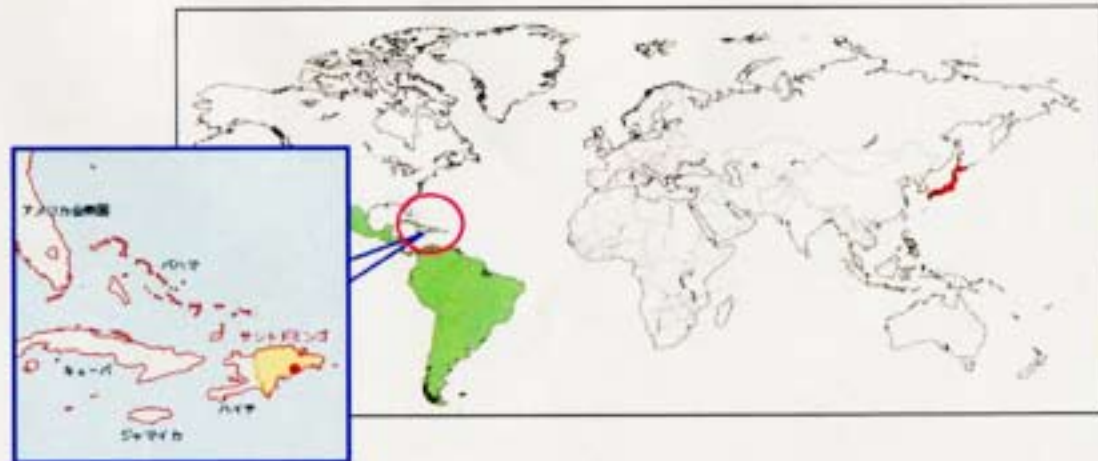 アメリカ合衆国
バハマ
サントドミンゴ
キューバ
ハイチ
ジャマイカ